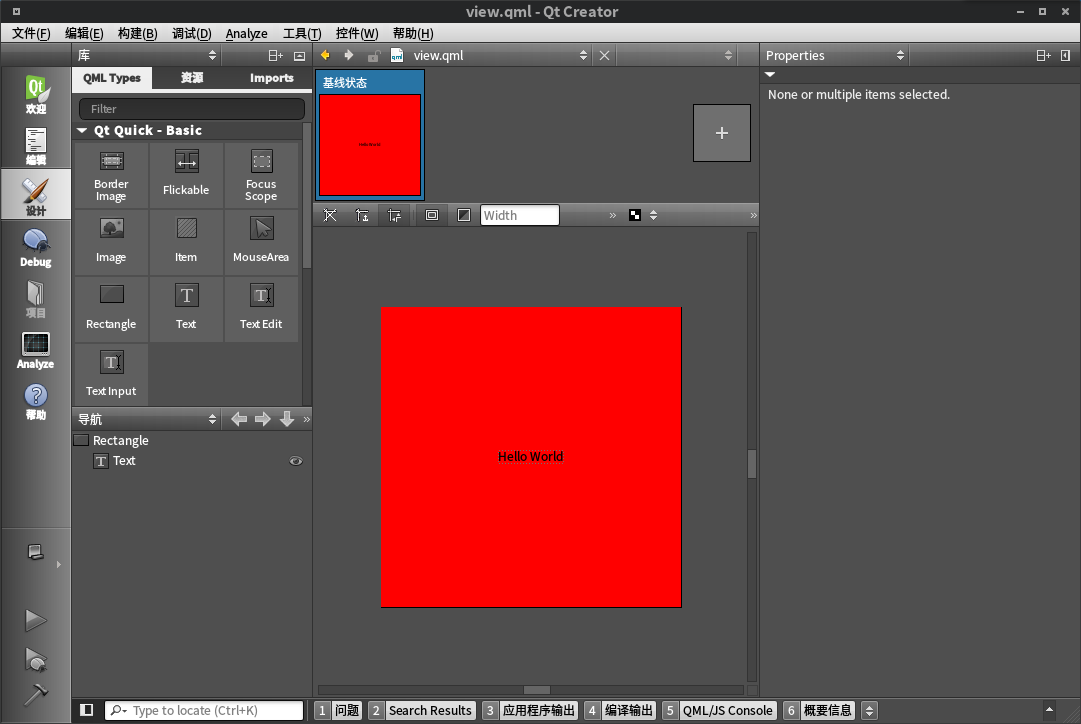 view.qml - Qt Creator
文件(F) 编辑(E) 构建(B) 调试(D) Analyze 工具(T) 控件(W) 帮助(H)
库
view.qml
Properties
Qt
欢迎
编辑
设计
Debug
项目
Analyze
帮助
QML Types 资源 Imports
Filter
Qt Quick - Basic
Border Image
Flickable
Focus Scope
Image
Item
MouseArea
Rectangle
Text
Text Edit
Text Input
导航
Rectangle
Text
基线状态
Hello World
Width
Hello World
None or multiple items selected.
Type to locate (Ctrl+K)
1 问题 2 Search Results 3 应用程序输出 4 编译输出 5 QML/JS Console 6 概要信息